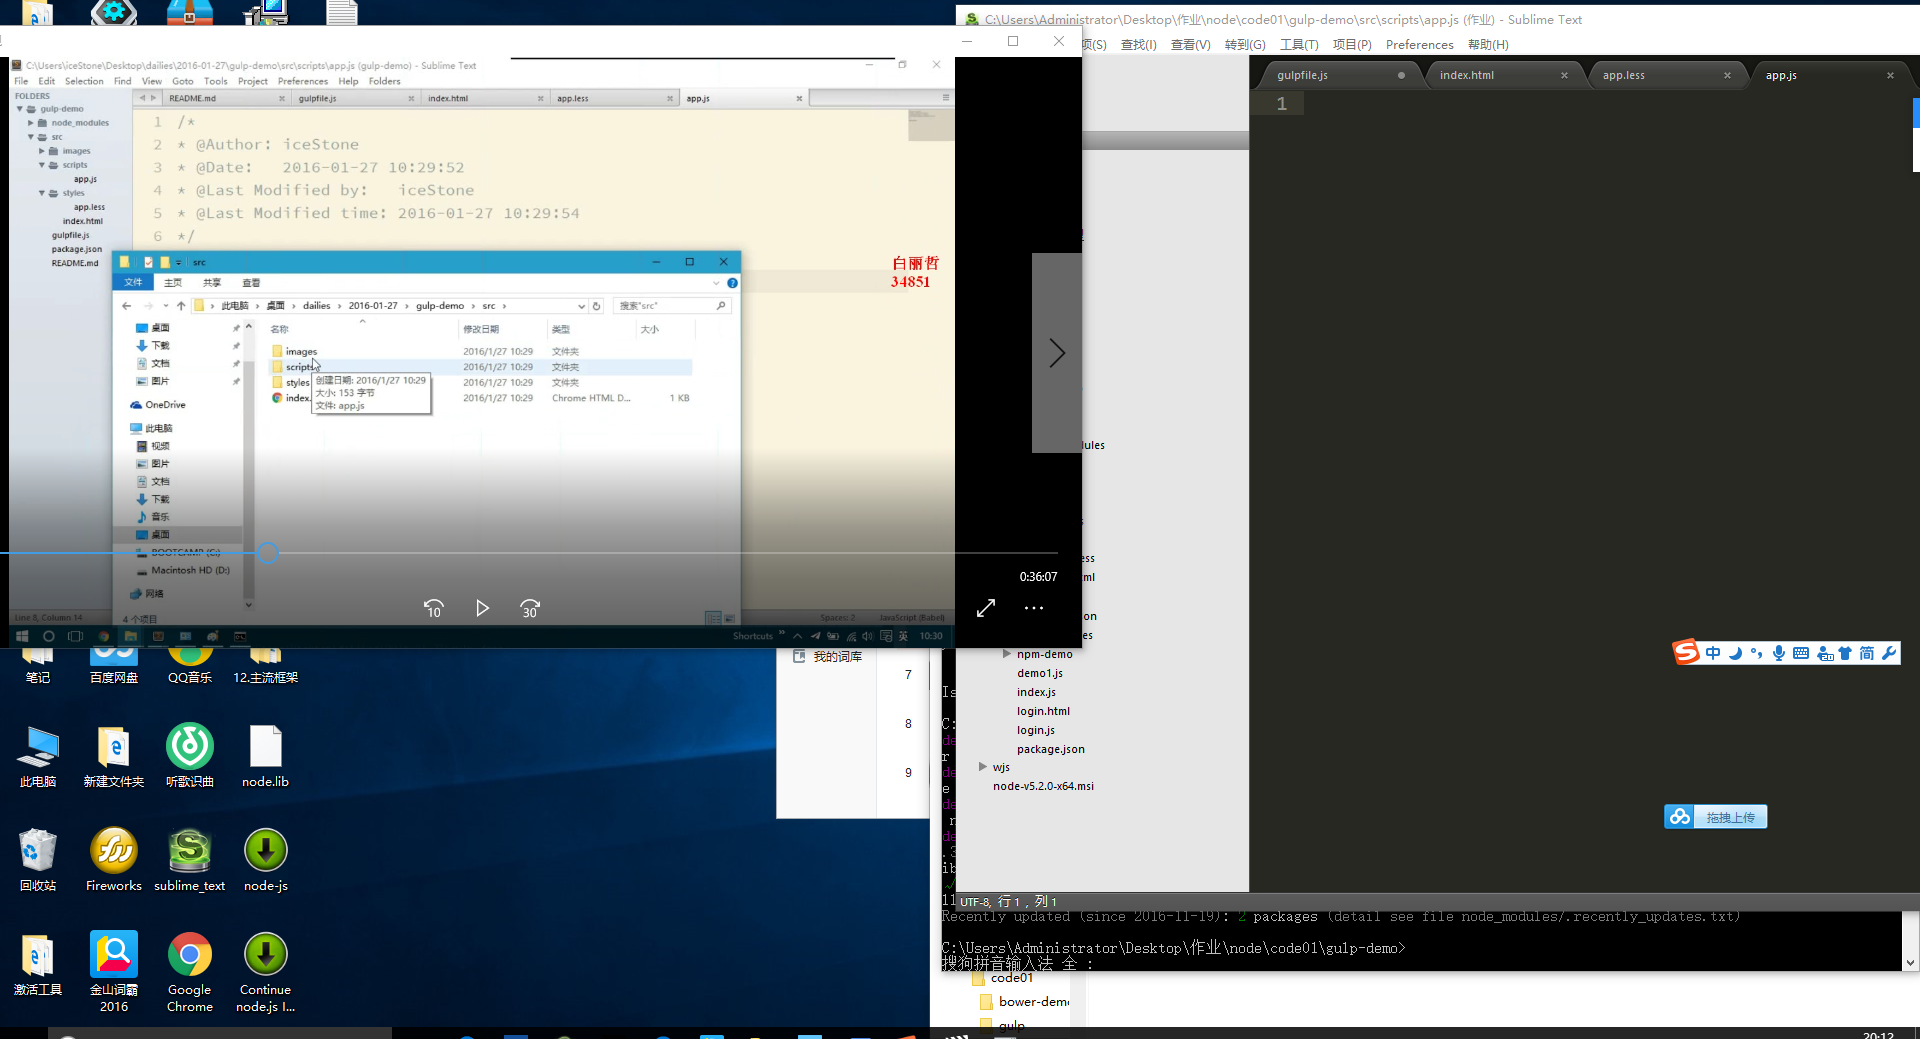 C:\Users\Administrator\Desktop\作业\node\code01\gulp-demo\src\scripts\app.js (作业) - Sublime Text
项(S) 查找(I) 查看(V) 转到(G) 工具(T) 项目(P) Preferences 帮助(H)
C:\Users\iceStone\Desktop\dailies\2016-01-27\gulp-demo\src\scripts\app.js (gulp-demo) - Sublime Text
File Edit Selection Find View Goto Tools Project Preferences Help Folders
FOLDERS
gulp-demo
node_modules
src
images
scripts
app.js
styles
app.less
index.html
gulpfile.js
package.json
README.md
README.md
gulpfile.js
index.html
app.less
app.js
1 /*
2 * @Author: iceStone
3 * @Date:   2016-01-27 10:29:52
4 * @Last Modified by:   iceStone
5 * @Last Modified time: 2016-01-27 10:29:54
6 */
白丽哲
34851
src
文件 主页 共享 查看
此电脑 › 桌面 › dailies › 2016-01-27 › gulp-demo › src ›
搜索"src"
桌面
下载
文档
图片
OneDrive
此电脑
视频
图片
文档
下载
音乐
桌面
BOOTCAMP (C:)
Macintosh HD (D:)
网络
名称 修改日期 类型 大小
images 2016/1/27 10:29 文件夹
scripts 2016/1/27 10:29 文件夹
styles 2016/1/27 10:29 文件夹
index. 2016/1/27 10:29 Chrome HTML D... 1 KB
创建日期: 2016/1/27 10:29
大小: 153 字节
文件: app.js
4 个项目
Line 8, Column 14
Spaces: 2
JavaScript (Babel)
Shortcuts
英
10:30
10
30
0:36:07
gulpfile.js
index.html
app.less
app.js
1
npm-demo
demo1.js
index.js
login.html
login.js
package.json
wjs
node-v5.2.0-x64.msi
UTF-8, 行 1 , 列 1
中
简
拖拽上传
我的词库
7
8
9
Recently updated (since 2016-11-19): 2 packages (detail see file node_modules/.recently_updates.txt)
C:\Users\Administrator\Desktop\作业\node\code01\gulp-demo>
搜狗拼音输入法 全 :
code01
bower-demo
gulp
笔记
百度网盘
QQ音乐
12.主流框架
此电脑
新建文件夹
听歌识曲
node.lib
回收站
Fireworks
sublime_text
node-js
激活工具
金山词霸
2016
Google
Chrome
Continue
node.js I...
20:12